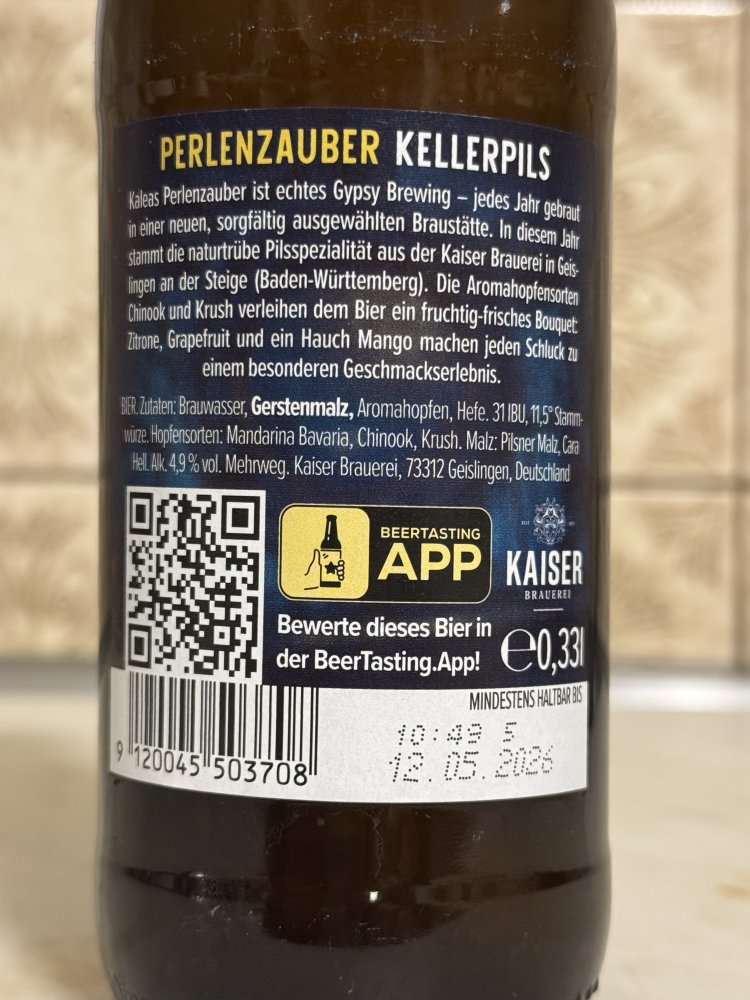 PERLENZAUBER KELLERPILS
Kaleas Perlenzauber ist echtes Gypsy Brewing – jedes Jahr gebraut
in einer neuen, sorgfältig ausgewählten Braustätte. In diesem Jahr
stammt die naturtrübe Pilsspezialität aus der Kaiser Brauerei in Geis-
lingen an der Steige (Baden-Württemberg). Die Aromahopfensorten
Chinook und Krush verleihen dem Bier ein fruchtig-frisches Bouquet:
Zitrone, Grapefruit und ein Hauch Mango machen jeden Schluck zu
einem besonderen Geschmackserlebnis.
BIER. Zutaten: Brauwasser, Gerstenmalz, Aromahopfen, Hefe. 31 IBU, 11,5° Stamm-
würze. Hopfensorten: Mandarina Bavaria, Chinook, Krush. Malz: Pilsner Malz, Cara
Hell. Alk. 4,9 % vol. Mehrweg. Kaiser Brauerei, 73312 Geislingen, Deutschland
BEERTASTING
APP
KAISER
BRAUEREI
Bewerte dieses Bier in
der BeerTasting.App!
℮0,33l
MINDESTENS HALTBAR BIS
10:49 S
12.05.2026
9 120045 503708